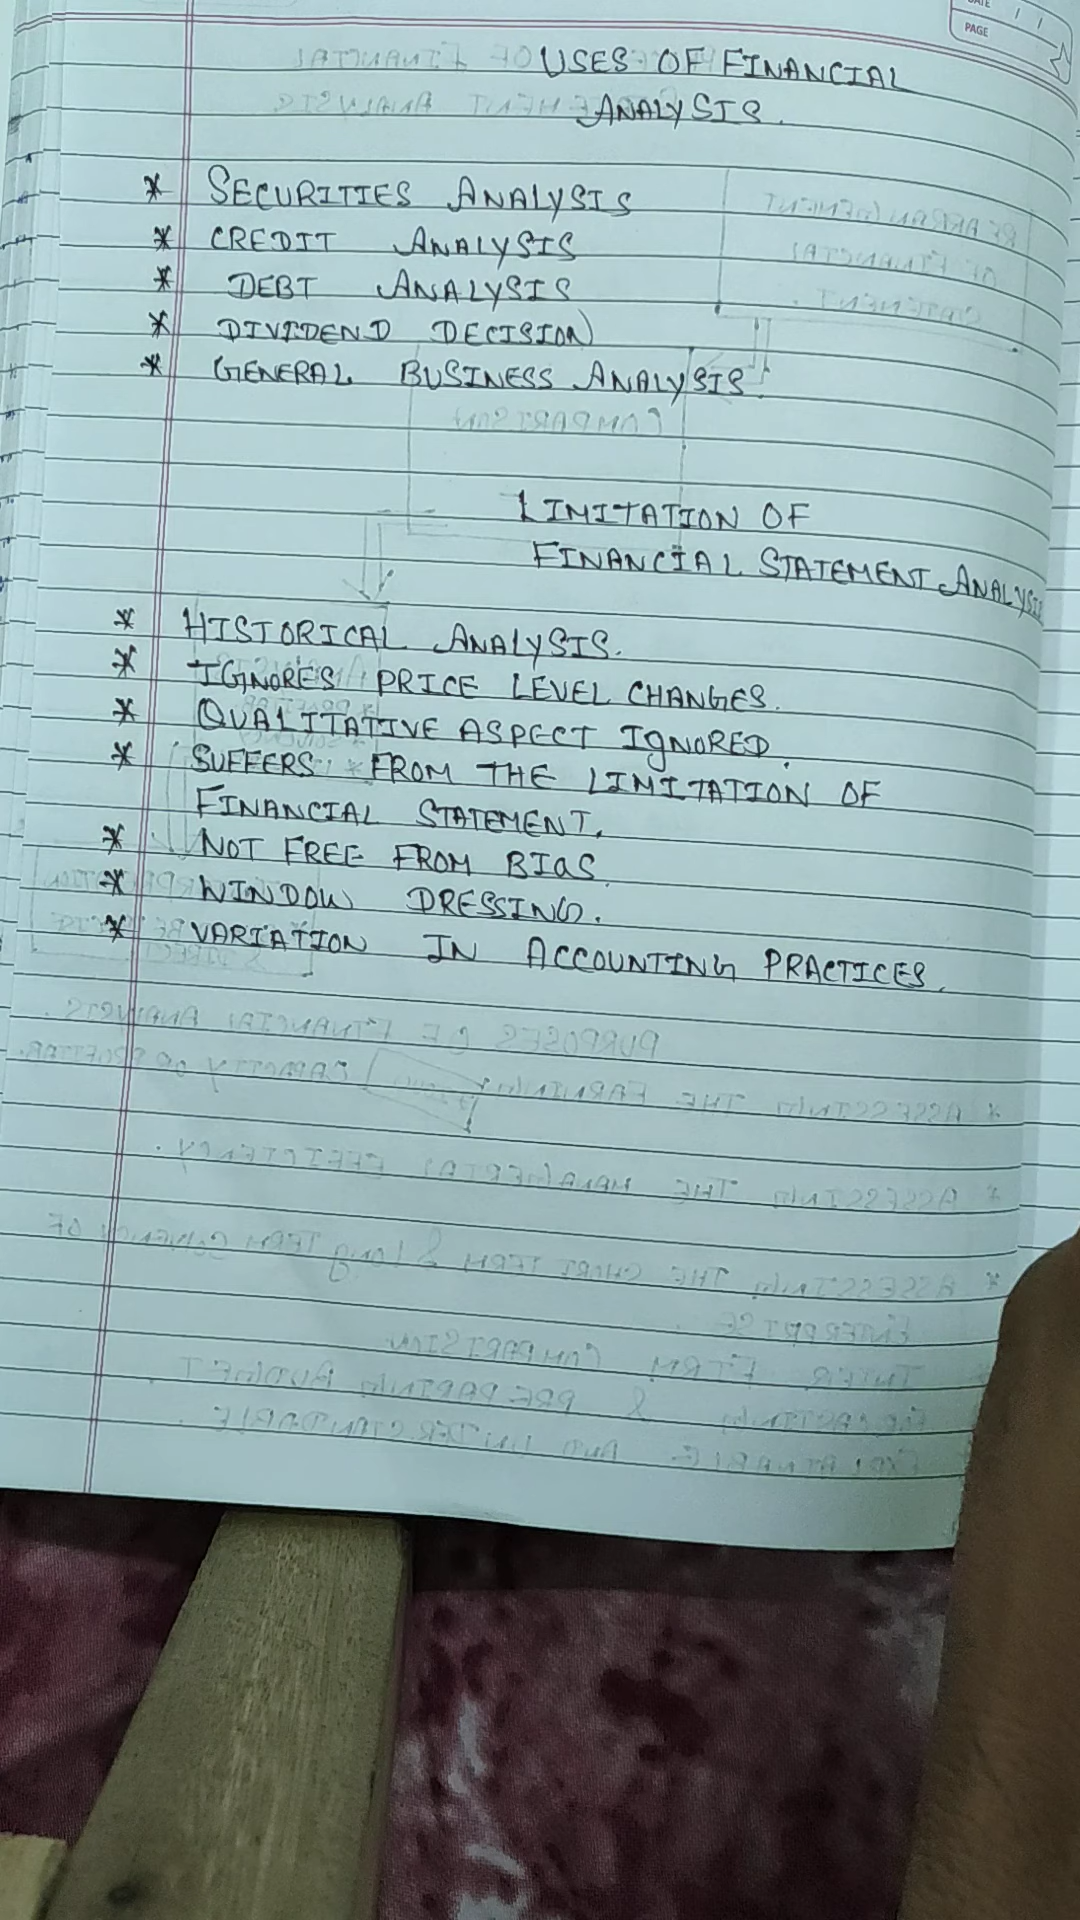 DATE / /
PAGE
USES OF FINANCIAL
ANALYSIS.
* SECURITIES ANALYSIS
* CREDIT ANALYSIS
* DEBT ANALYSIS
* DIVIDEND DECISION
* GENERAL BUSINESS ANALYSIS.
LIMITATION OF
FINANCIAL STATEMENT ANALYSIS
* HISTORICAL ANALYSIS.
* IGNORES PRICE LEVEL CHANGES.
* QUALITATIVE ASPECT IGNORED.
* SUFFERS FROM THE LIMITATION OF
FINANCIAL STATEMENT.
* NOT FREE FROM BIAS.
* WINDOW DRESSING.
* VARIATION IN ACCOUNTING PRACTICES.